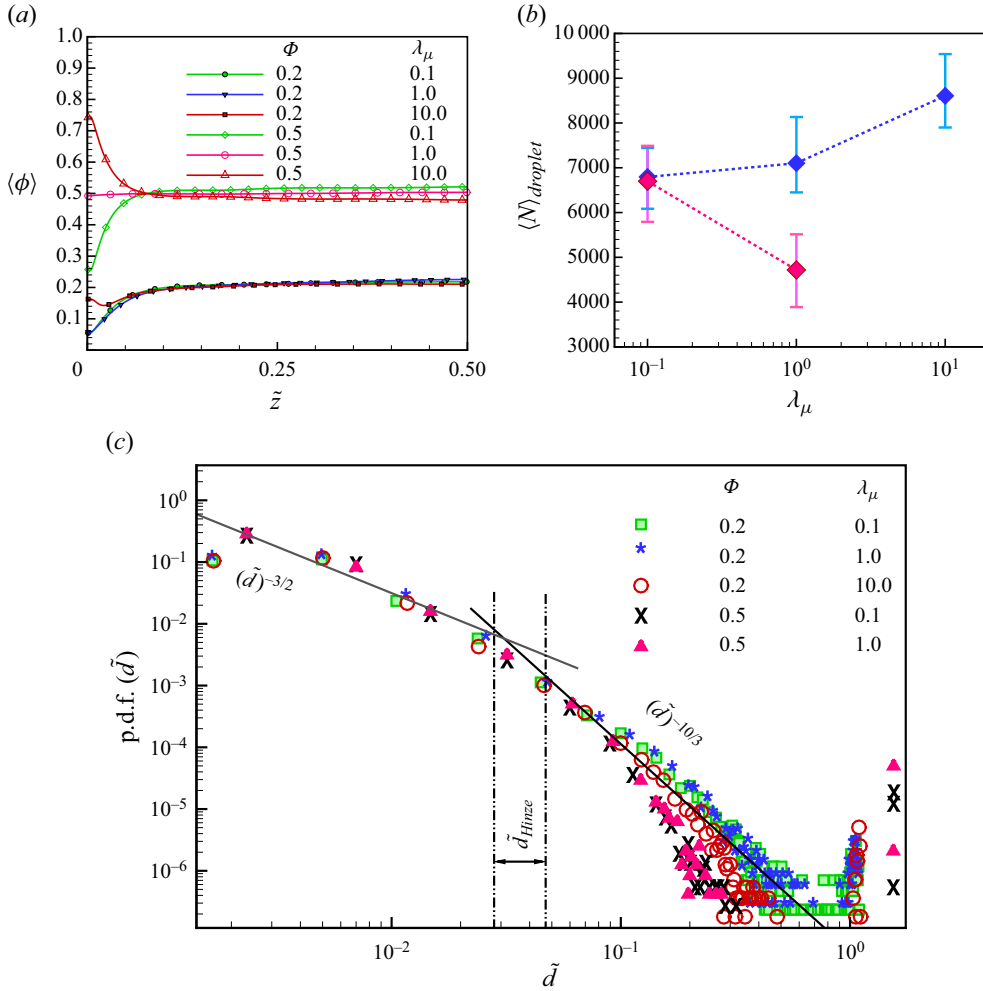 (a)
1.0
0.9
0.8
0.7
0.6
0.5
0.4
0.3
0.2
0.1
⟨ϕ⟩
Φ λμ
0.2 0.1
0.2 1.0
0.2 10.0
0.5 0.1
0.5 1.0
0.5 10.0
0 0.25 0.50
z̃
(b)
10 000
9000
8000
7000
6000
5000
4000
3000
⟨N⟩droplet
10⁻¹ 10⁰ 10¹
λμ
(c)
10⁰
10⁻¹
10⁻²
10⁻³
10⁻⁴
10⁻⁵
10⁻⁶
p.d.f. (d̃)
(d̃)⁻³/²
(d̃)⁻¹⁰/³
d̃Hinze
Φ λμ
0.2 0.1
0.2 1.0
0.2 10.0
0.5 0.1
0.5 1.0
10⁻² 10⁻¹ 10⁰
d̃